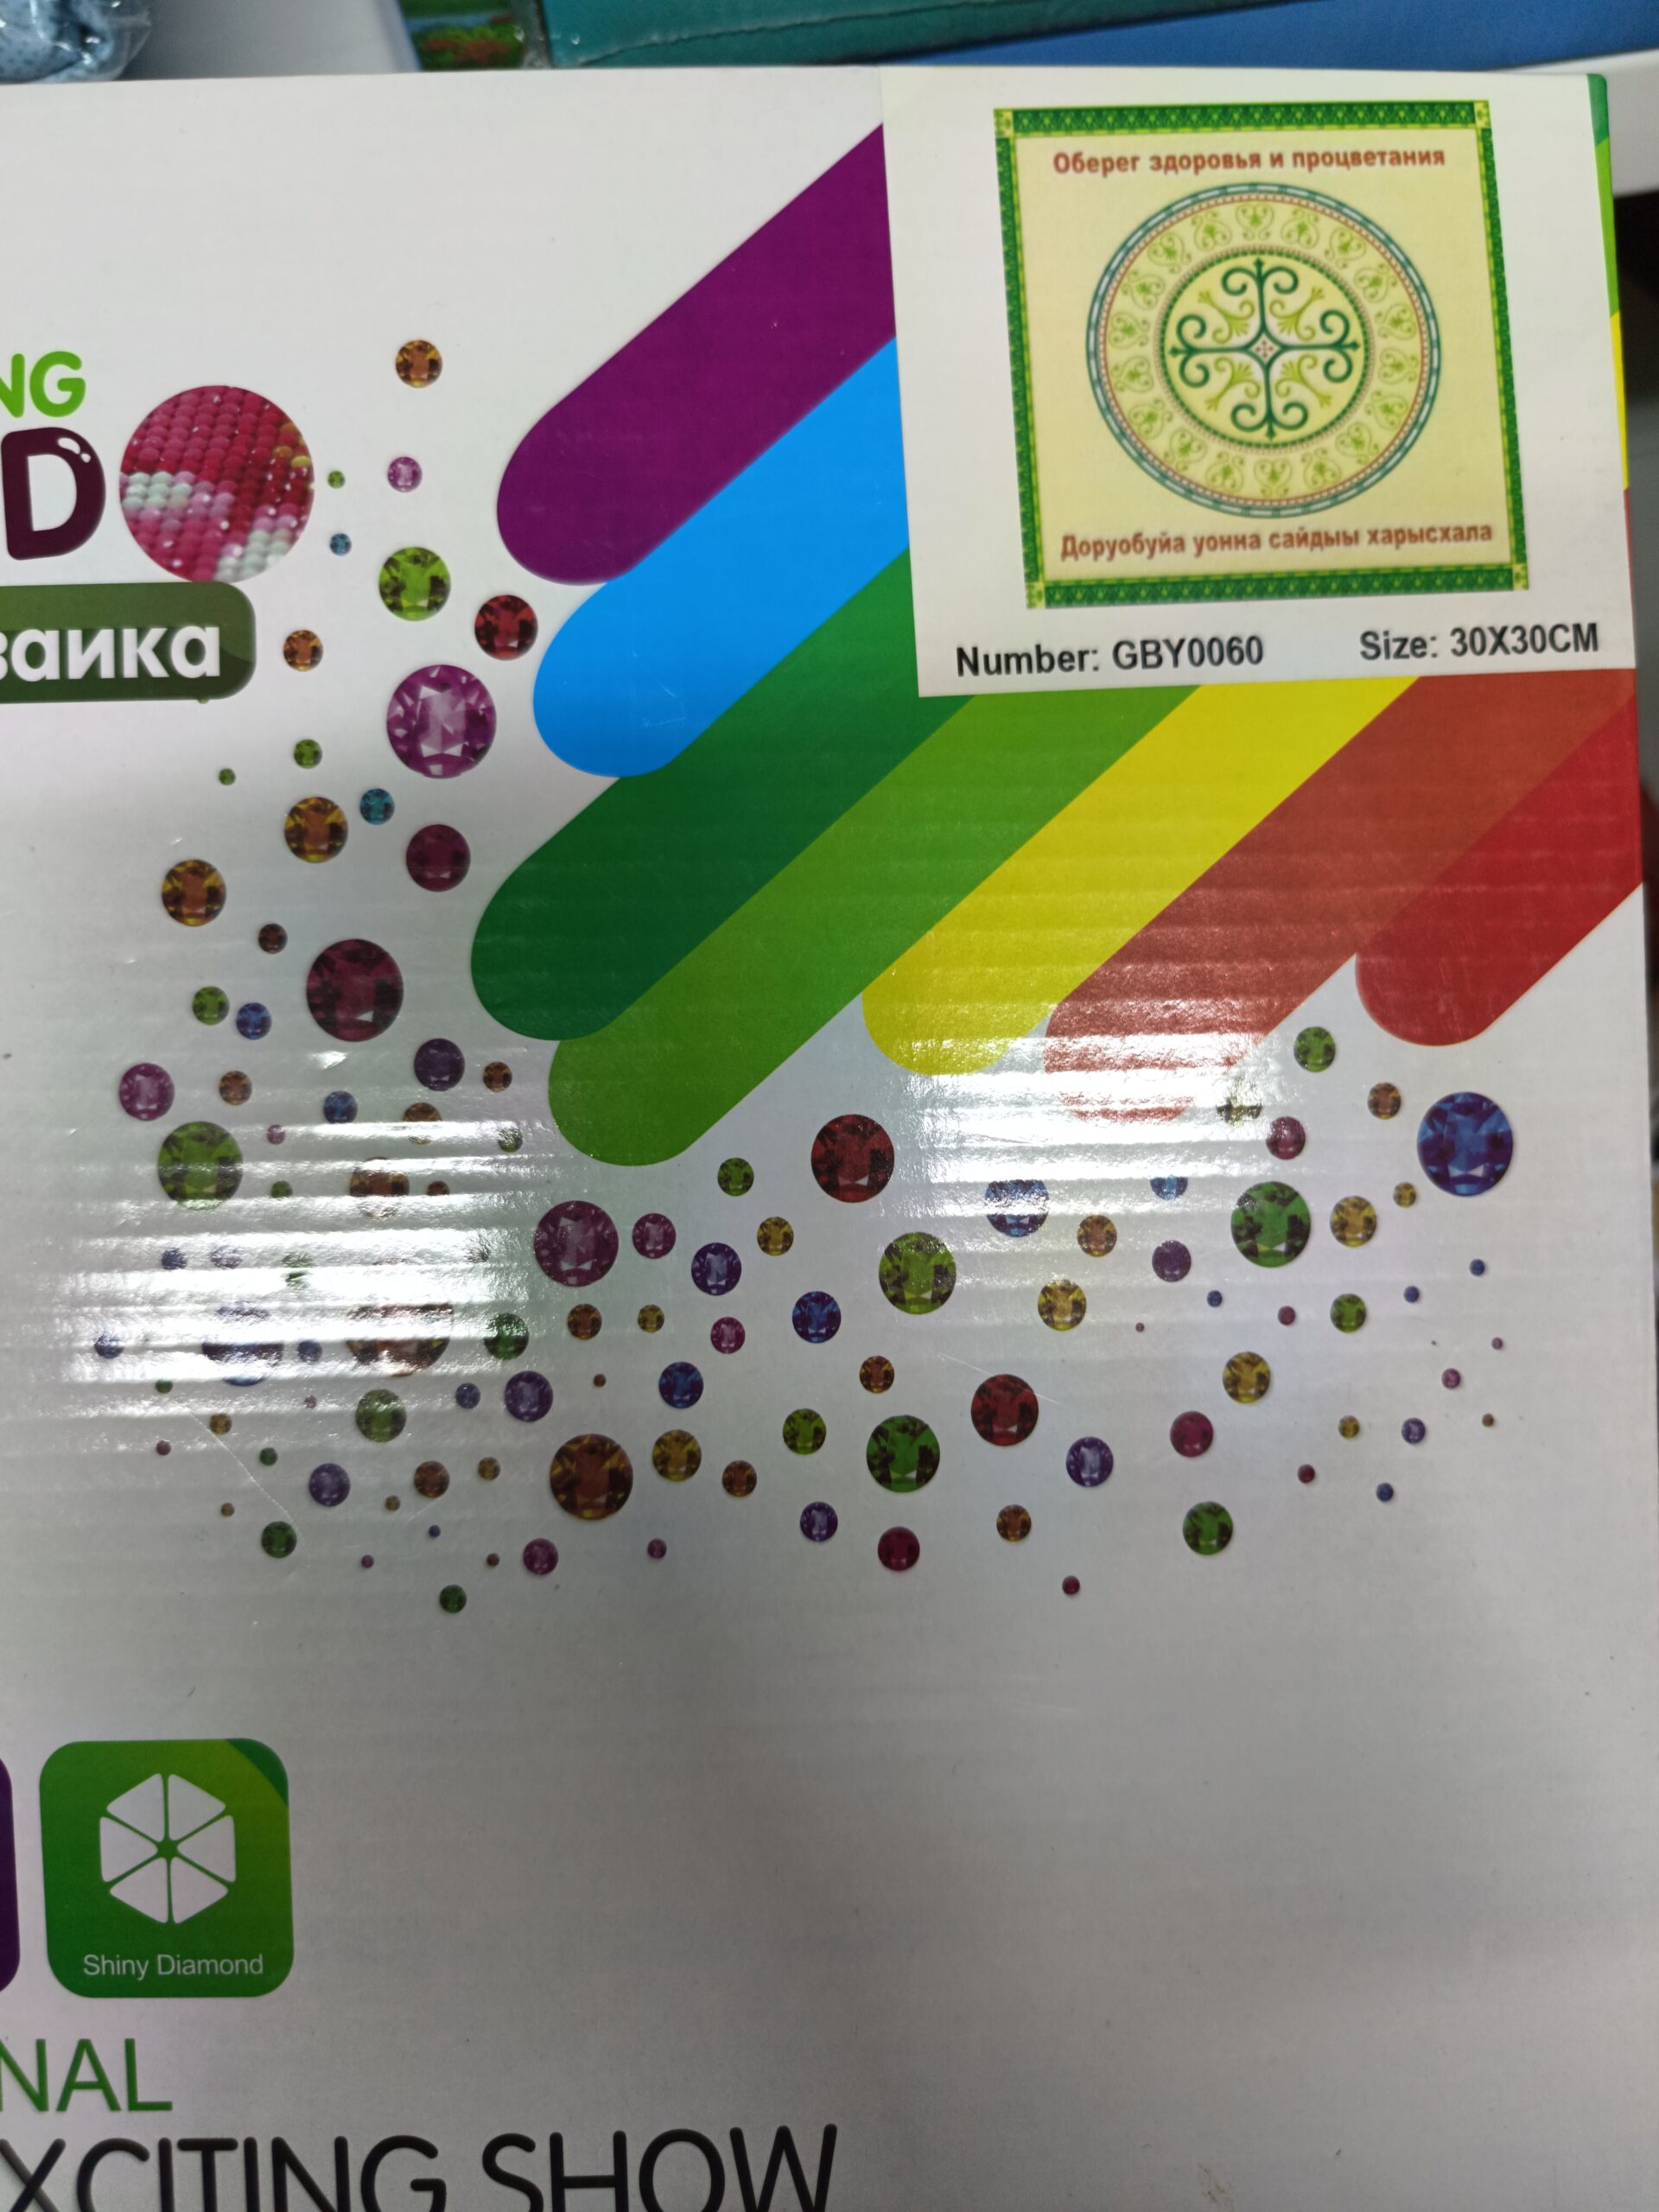 Оберег здоровья и процветания
Доруобуйа уонна сайдыы харысхала
Number: GBY0060 Size: 30X30CM
NG
D
заика
Shiny Diamond
NAL
XCITING SHOW